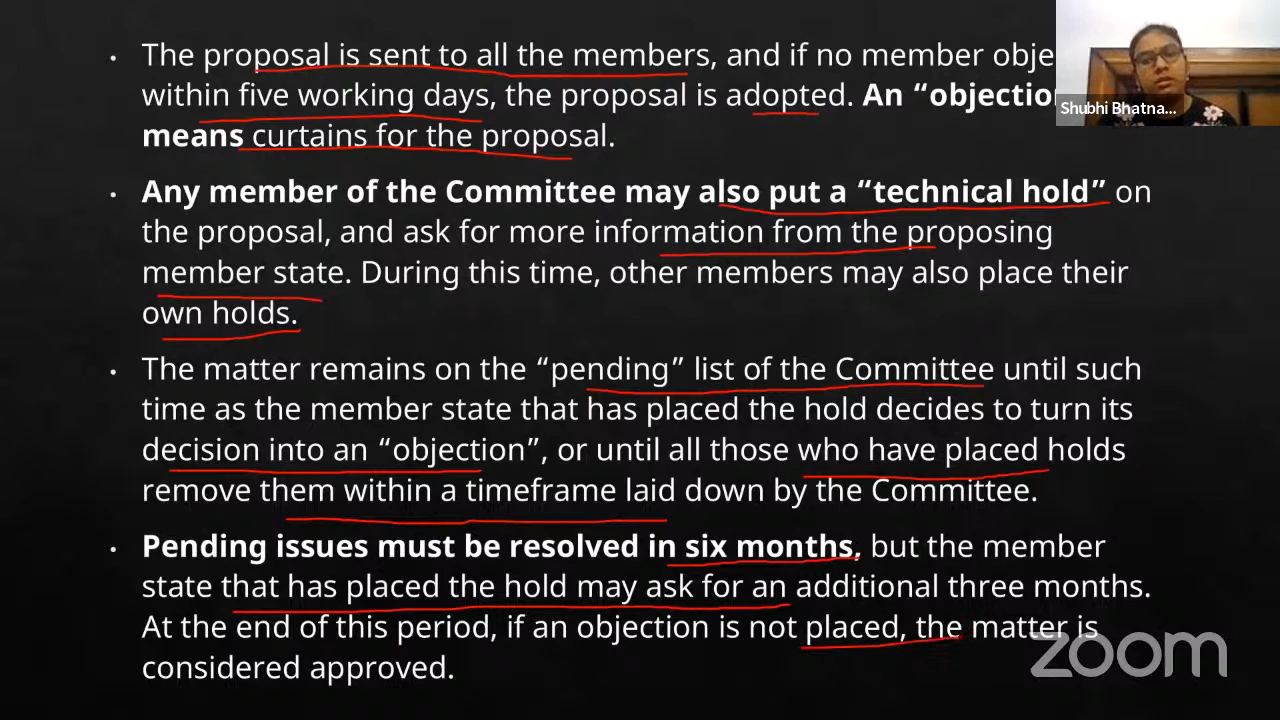 • The proposal is sent to all the members, and if no member obje
within five working days, the proposal is adopted. An “objection
means curtains for the proposal.
• Any member of the Committee may also put a “technical hold” on
the proposal, and ask for more information from the proposing
member state. During this time, other members may also place their
own holds.
• The matter remains on the “pending” list of the Committee until such
time as the member state that has placed the hold decides to turn its
decision into an “objection”, or until all those who have placed holds
remove them within a timeframe laid down by the Committee.
• Pending issues must be resolved in six months, but the member
state that has placed the hold may ask for an additional three months.
At the end of this period, if an objection is not placed, the matter is
considered approved.
Shubhi Bhatna...
zoom